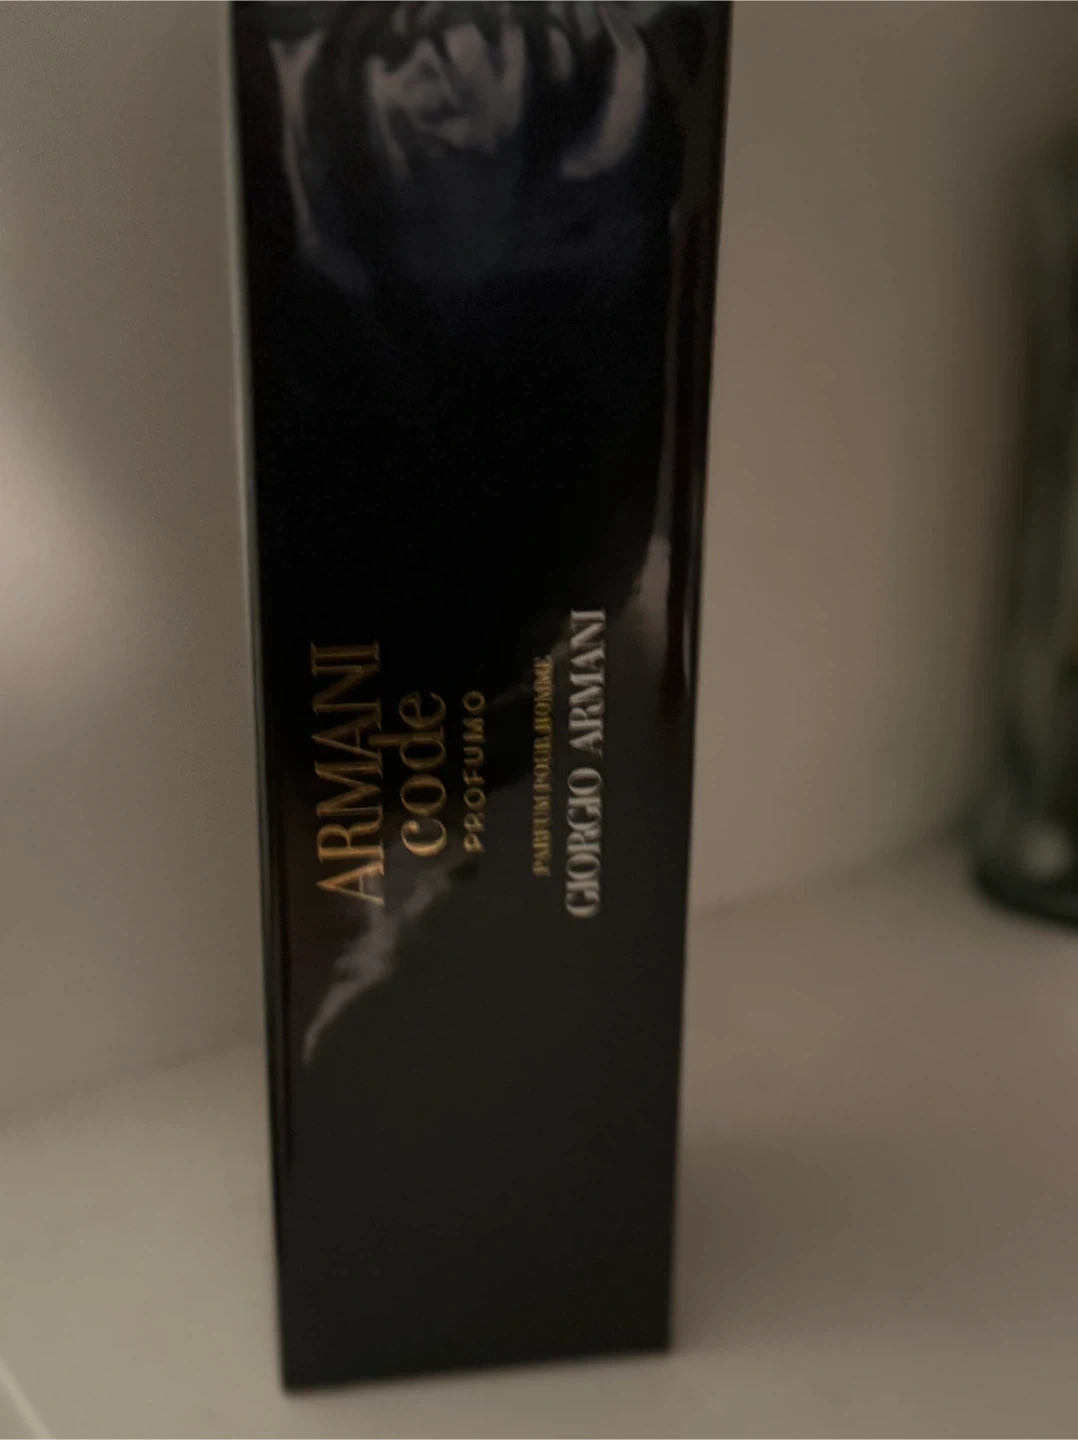 ARMANI
code
PROFUMO
PARFUM POUR HOMME
GIORGIO ARMANI